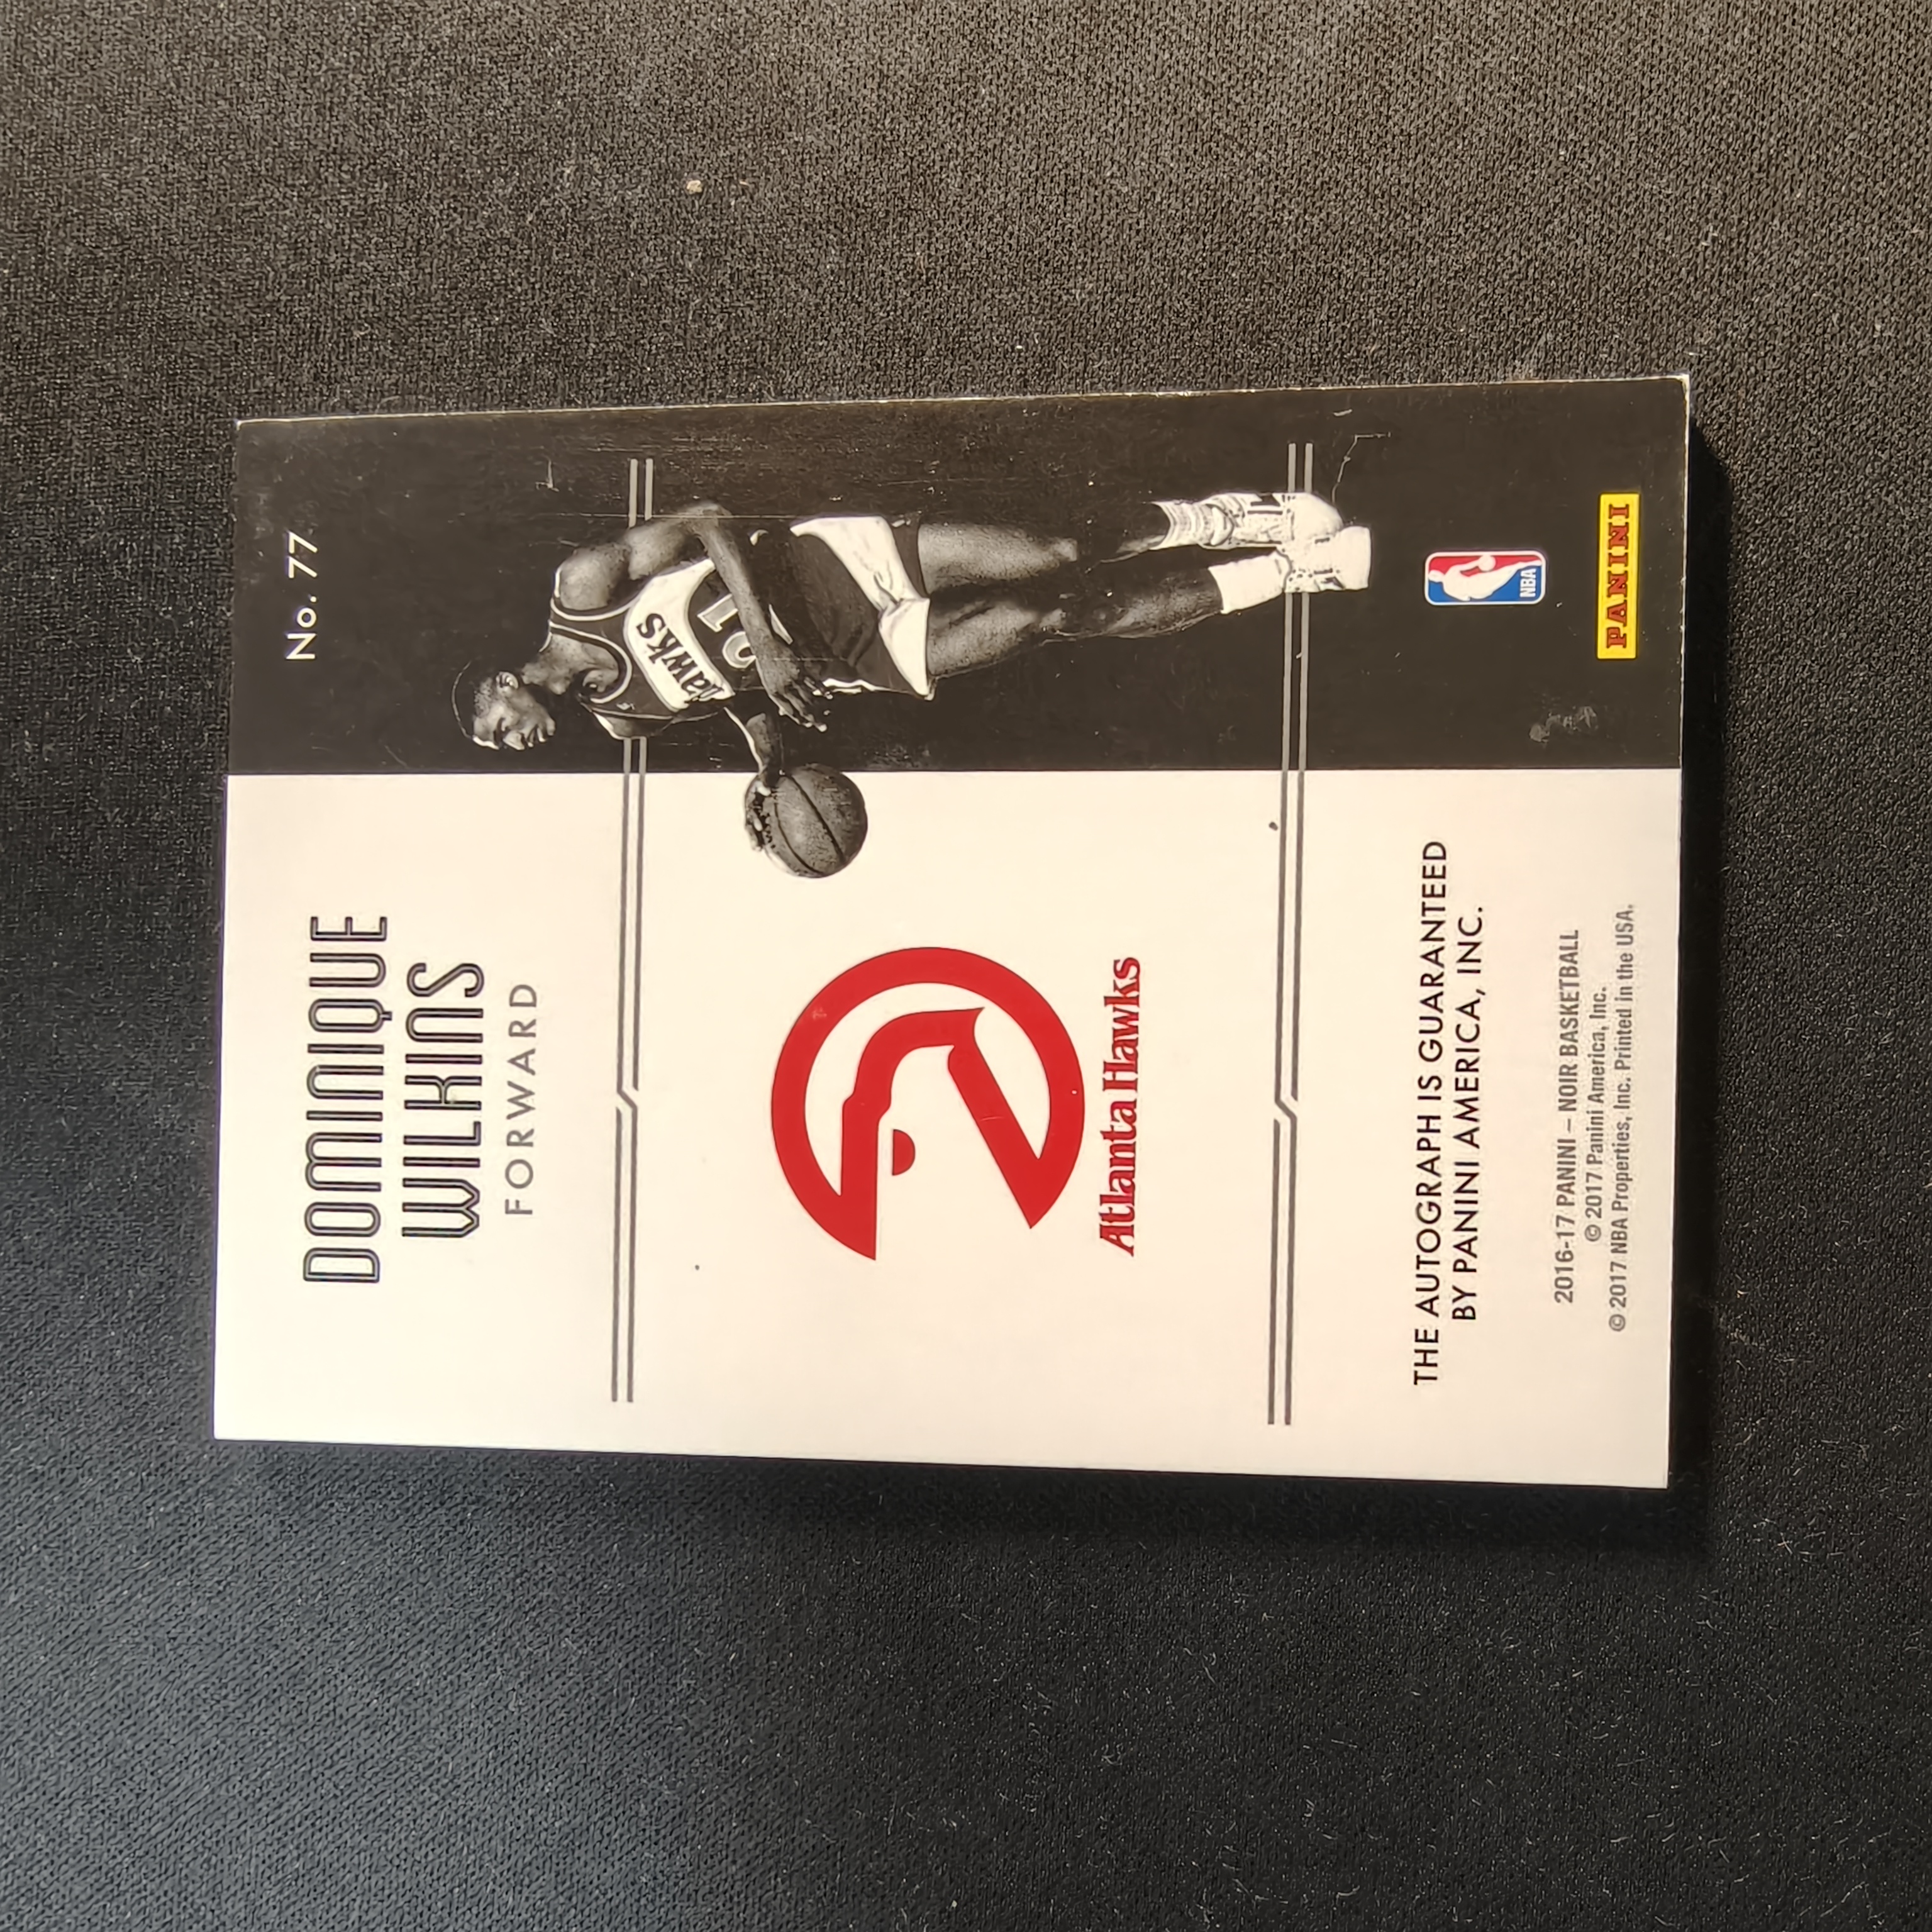 No. 77
DOMINIQUE
WILKINS
FORWARD
hawks
21
Atlanta Hawks
THE AUTOGRAPH IS GUARANTEED
BY PANINI AMERICA, INC.
NBA
2016-17 PANINI – NOIR BASKETBALL
© 2017 Panini America, Inc.
© 2017 NBA Properties, Inc. Printed in the USA.
PANINI